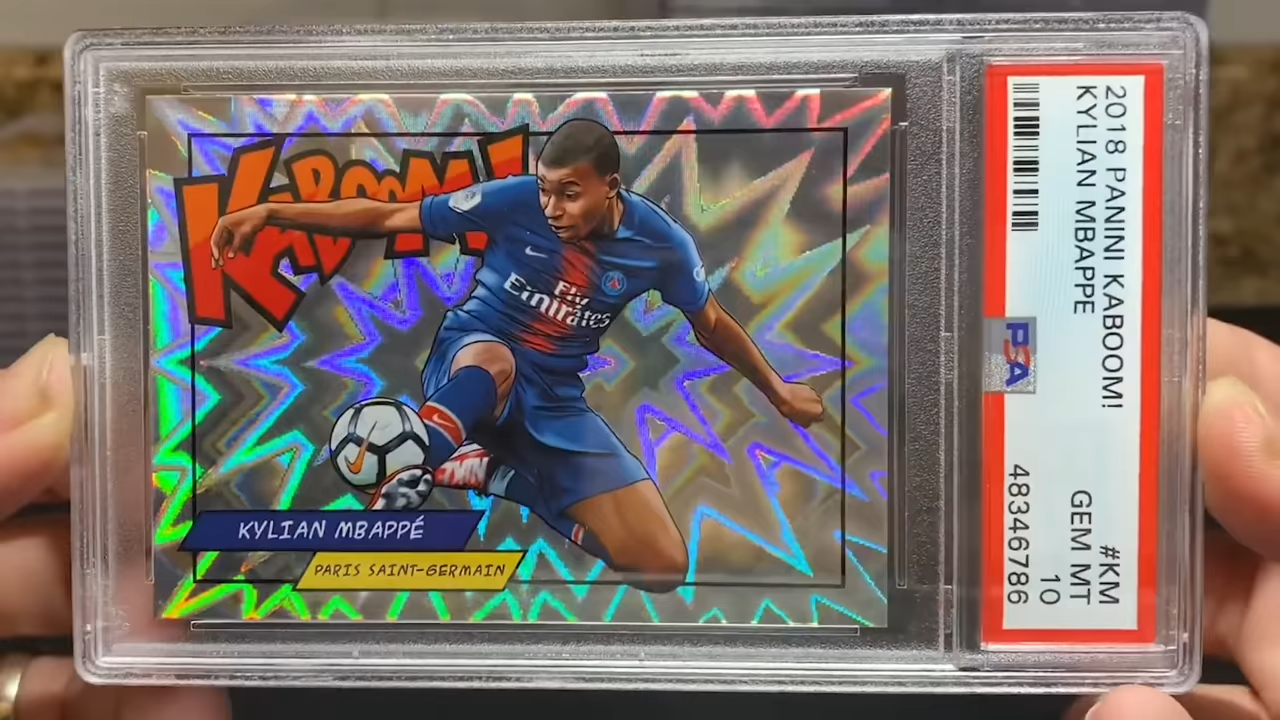 KABOOM!
Fly
Emirates
KYLIAN MBAPPÉ
PARIS SAINT-GERMAIN
2018 PANINI KABOOM! #KM
KYLIAN MBAPPE GEM MT
10
PSA 48346786